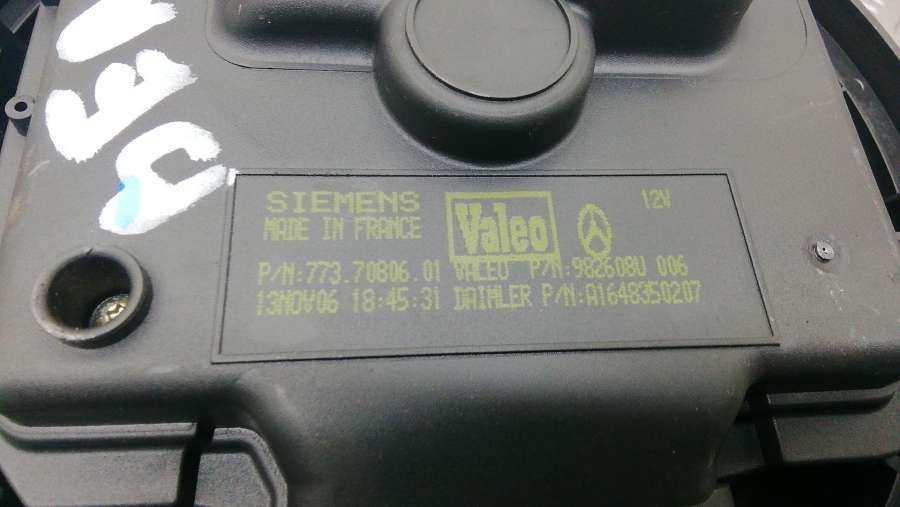 SIEMENS Valeo 12V
MADE IN FRANCE
P/N:773.70806.01 VALEO P/N:982608U 006
13NOV06 18:45:31 DAIMLER P/N:A1648350207